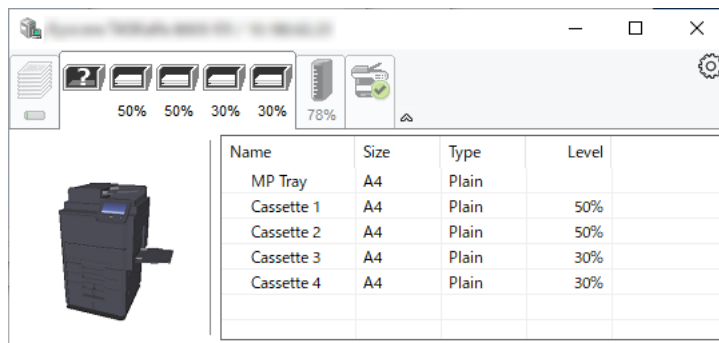 50% 50% 30% 30% 78%
Name Size Type Level
MP Tray A4 Plain
Cassette 1 A4 Plain 50%
Cassette 2 A4 Plain 50%
Cassette 3 A4 Plain 30%
Cassette 4 A4 Plain 30%